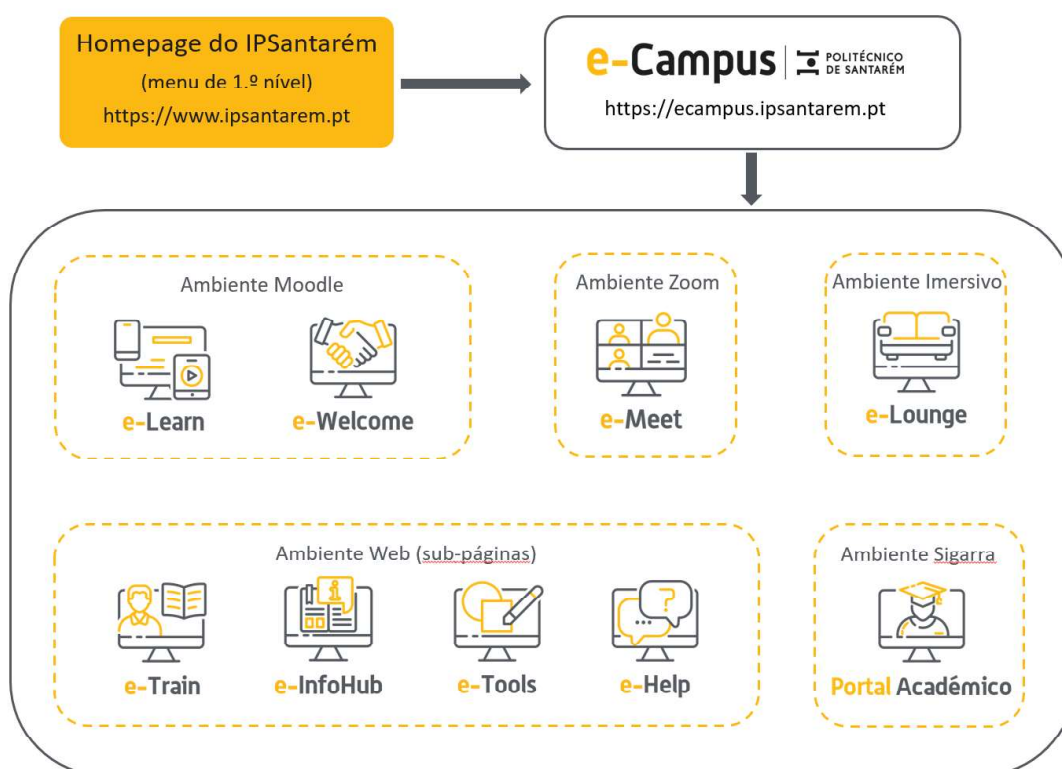 Homepage do IPSantarém
(menu de 1.º nível)
https://www.ipsantarem.pt
e-Campus
POLITÉCNICO
DE SANTARÉM
https://ecampus.ipsantarem.pt
Ambiente Moodle
e-Learn
e-Welcome
Ambiente Zoom
e-Meet
Ambiente Imersivo
e-Lounge
Ambiente Web (sub-páginas)
e-Train
e-InfoHub
e-Tools
e-Help
Ambiente Sigarra
Portal Académico